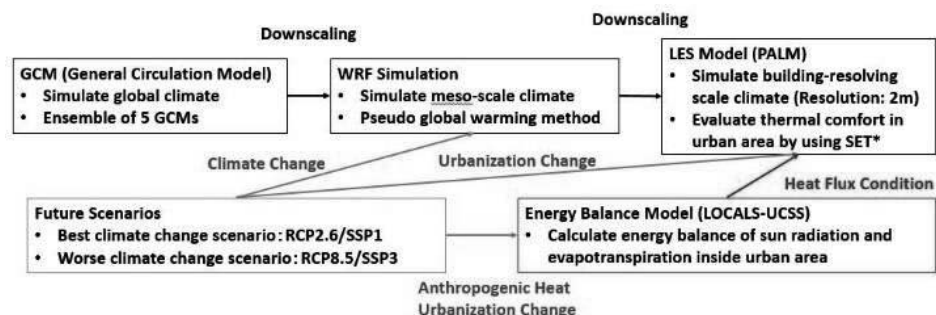 Downscaling
Downscaling
GCM (General Circulation Model)
• Simulate global climate
• Ensemble of 5 GCMs
WRF Simulation
• Simulate meso-scale climate
• Pseudo global warming method
LES Model (PALM)
• Simulate building-resolving
scale climate (Resolution: 2m)
• Evaluate thermal comfort in
urban area by using SET*
Climate Change
Urbanization Change
Heat Flux Condition
Future Scenarios
• Best climate change scenario：RCP2.6/SSP1
• Worse climate change scenario：RCP8.5/SSP3
Energy Balance Model (LOCALS-UCSS)
• Calculate energy balance of sun radiation and
evapotranspiration inside urban area
Anthropogenic Heat
Urbanization Change